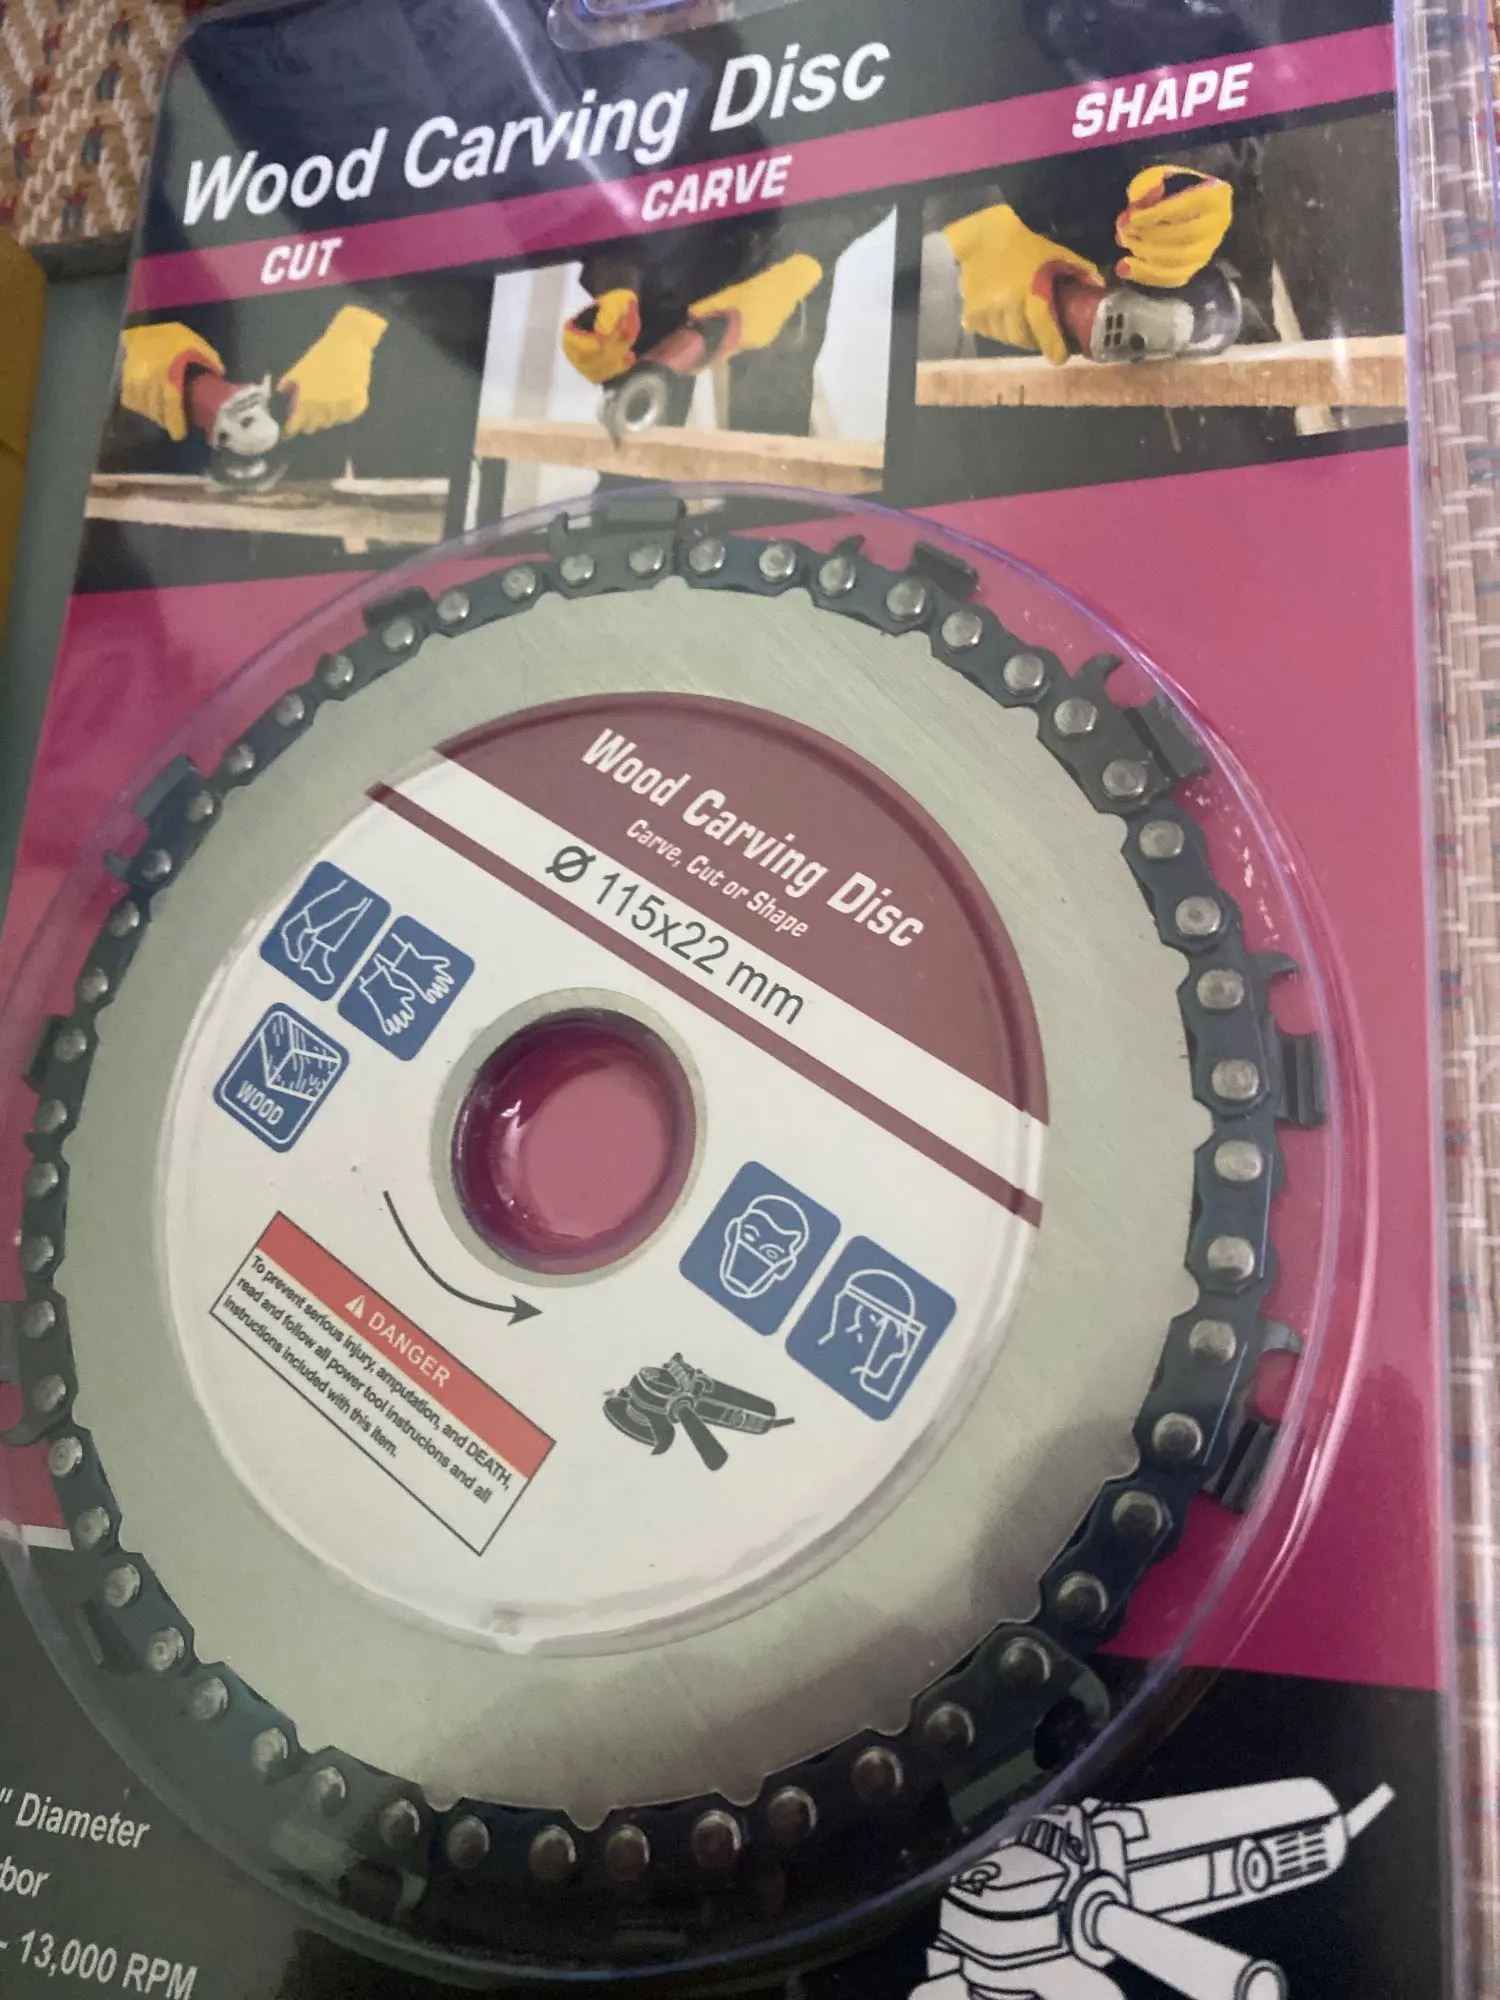 Wood Carving Disc
CUT
CARVE
SHAPE
Wood Carving Disc
Carve, Cut or Shape
Ø 115x22 mm
WOOD
DANGER
To prevent serious injury, amputation, and DEATH,
read and follow all power tool instrucions and all
instructions included with this item.
" Diameter
- 13,000 RPM